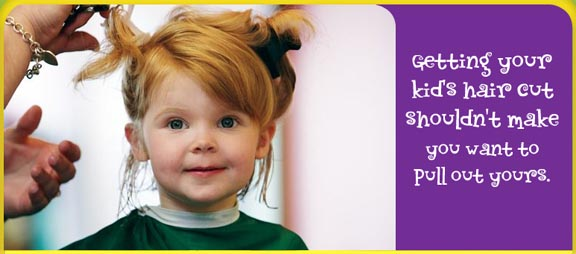 Getting your
kid's hair cut
shouldn't make
you want to
pull out yours.